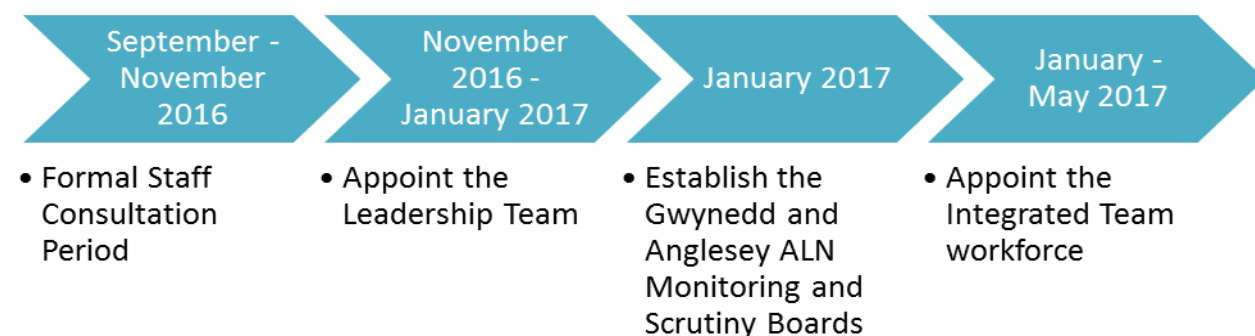 September -
November
2016
• Formal Staff
Consultation
Period
November
2016 -
January 2017
• Appoint the
Leadership Team
January 2017
• Establish the
Gwynedd and
Anglesey ALN
Monitoring and
Scrutiny Boards
January -
May 2017
• Appoint the
Integrated Team
workforce